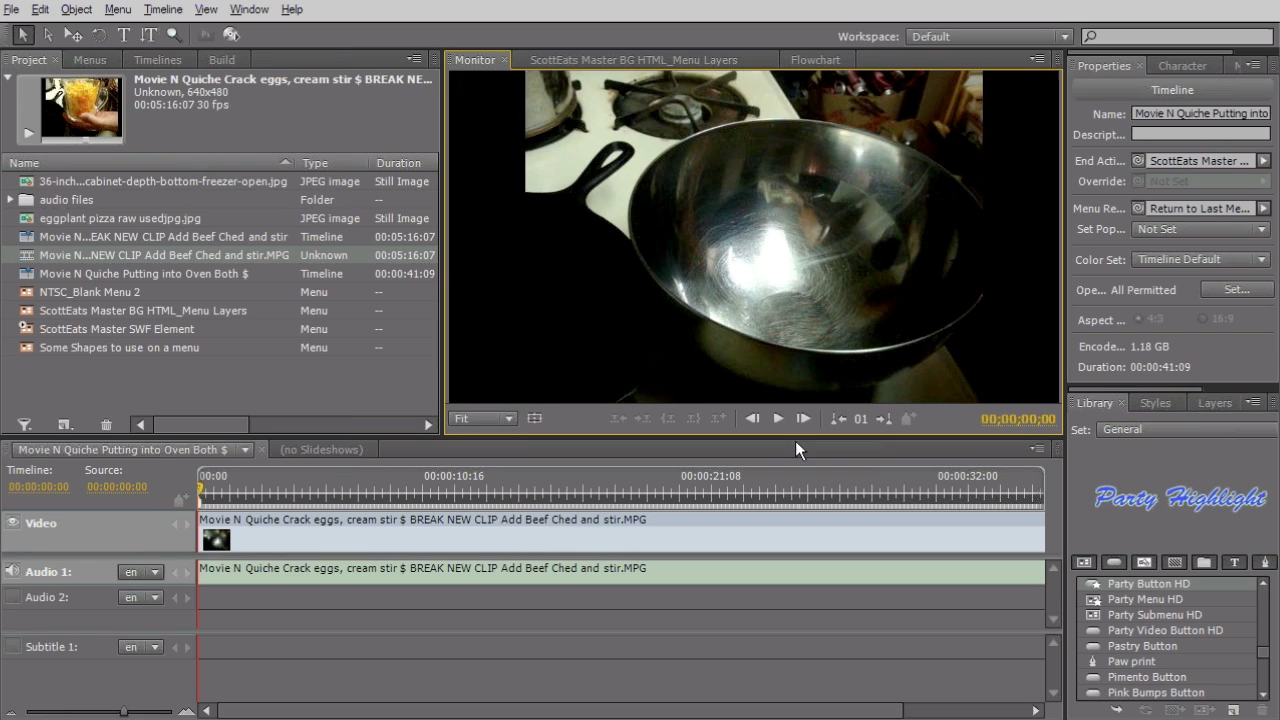 File Edit Object Menu Timeline View Window Help
Workspace: Default
Project Menus Timelines Build
Monitor ScottEats Master BG HTML_Menu Layers Flowchart
Properties Character
Movie N Quiche Crack eggs, cream stir $ BREAK NE...
Unknown, 640x480
00:05:16:07 30 fps
Name Type Duration
36-inch...cabinet-depth-bottom-freezer-open.jpg JPEG image Still Image
audio files Folder --
eggplant pizza raw usedjpg.jpg JPEG image Still Image
Movie N...EAK NEW CLIP Add Beef Ched and stir Timeline 00:05:16:07
Movie N...NEW CLIP Add Beef Ched and stir.MPG Unknown 00:05:16:07
Movie N Quiche Putting into Oven Both $ Timeline 00:00:41:09
NTSC_Blank Menu 2 Menu --
ScottEats Master BG HTML_Menu Layers Menu --
ScottEats Master SWF Element Menu --
Some Shapes to use on a menu Menu --
Fit 01 00;00;00;00
Timeline
Name: Movie N Quiche Putting into
Descript...
End Acti... ScottEats Master ...
Override: Not Set
Menu Re... Return to Last Me...
Set Pop... Not Set
Color Set: Timeline Default
Ope... All Permitted Set...
Aspect ... 4:3 16:9
Encode... 1.18 GB
Duration: 00:00:41:09
Library Styles Layers
Set: General
Party Highlight
T
Party Button HD
Party Menu HD
Party Submenu HD
Party Video Button HD
Pastry Button
Paw print
Pimento Button
Pink Bumps Button
Movie N Quiche Putting into Oven Both $ (no Slideshows)
Timeline: Source:
00:00:00:00 00:00:00:00
00:00 00:00:10:16 00:00:21:08 00:00:32:00
Video Movie N Quiche Crack eggs, cream stir $ BREAK NEW CLIP Add Beef Ched and stir.MPG
Audio 1: en Movie N Quiche Crack eggs, cream stir $ BREAK NEW CLIP Add Beef Ched and stir.MPG
Audio 2: en
Subtitle 1: en